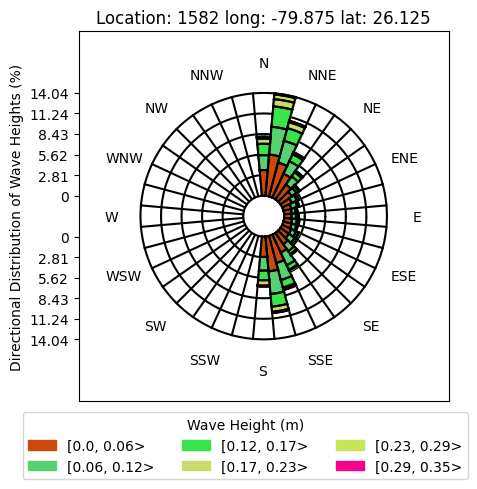 Location: 1582 long: -79.875 lat: 26.125
Directional Distribution of Wave Heights (%)
14.04
11.24
8.43
5.62
2.81
0
0
2.81
5.62
8.43
11.24
14.04
N
NNE
NE
ENE
E
ESE
SE
SSE
S
SSW
SW
WSW
W
WNW
NW
NNW
Wave Height (m)
[0.0, 0.06>
[0.06, 0.12>
[0.12, 0.17>
[0.17, 0.23>
[0.23, 0.29>
[0.29, 0.35>